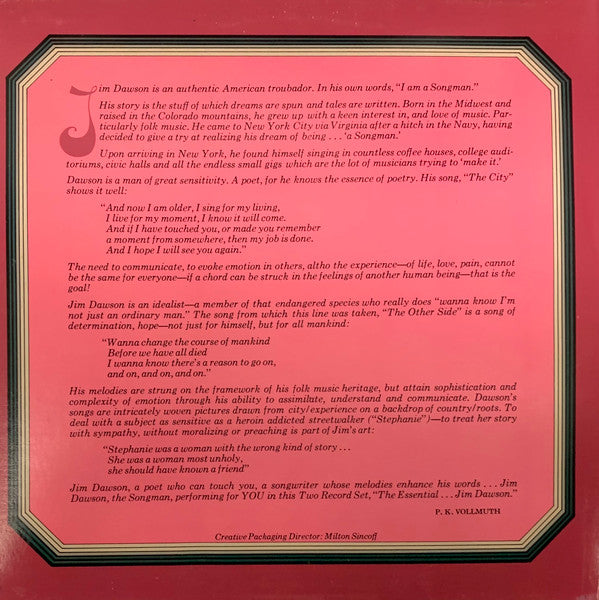 Jim Dawson is an authentic American troubador. In his own words, "I am a Songman."
His story is the stuff of which dreams are spun and tales are written. Born in the Midwest and
raised in the Colorado mountains, he grew up with a keen interest in, and love of music. Par-
ticularly folk music. He came to New York City via Virginia after a hitch in the Navy, having
decided to give a try at realizing his dream of being . . . 'a Songman.'
Upon arriving in New York, he found himself singing in countless coffee houses, college audi-
toriums, civic halls and all the endless small gigs which are the lot of musicians trying to 'make it.'
Dawson is a man of great sensitivity. A poet, for he knows the essence of poetry. His song, "The City"
shows it well:
"And now I am older, I sing for my living,
I live for my moment, I know it will come.
And if I have touched you, or made you remember
a moment from somewhere, then my job is done.
And I hope I will see you again."
The need to communicate, to evoke emotion in others, altho the experience—of life, love, pain, cannot
be the same for everyone—if a chord can be struck in the feelings of another human being—that is the
goal!
Jim Dawson is an idealist—a member of that endangered species who really does "wanna know I'm
not just an ordinary man." The song from which this line was taken, "The Other Side" is a song of
determination, hope—not just for himself, but for all mankind:
"Wanna change the course of mankind
Before we have all died
I wanna know there's a reason to go on,
and on, and on, and on."
His melodies are strung on the framework of his folk music heritage, but attain sophistication and
complexity of emotion through his ability to assimilate, understand and communicate. Dawson's
songs are intricately woven pictures drawn from city/experience on a backdrop of country/roots. To
deal with a subject as sensitive as a heroin addicted streetwalker ("Stephanie")—to treat her story
with sympathy, without moralizing or preaching is part of Jim's art:
"Stephanie was a woman with the wrong kind of story . . .
She was a woman most unholy,
she should have known a friend"
Jim Dawson, a poet who can touch you, a songwriter whose melodies enhance his words . . . Jim
Dawson, the Songman, performing for YOU in this Two Record Set, "The Essential . . . Jim Dawson."
P. K. VOLLMUTH
Creative Packaging Director: Milton Sincoff